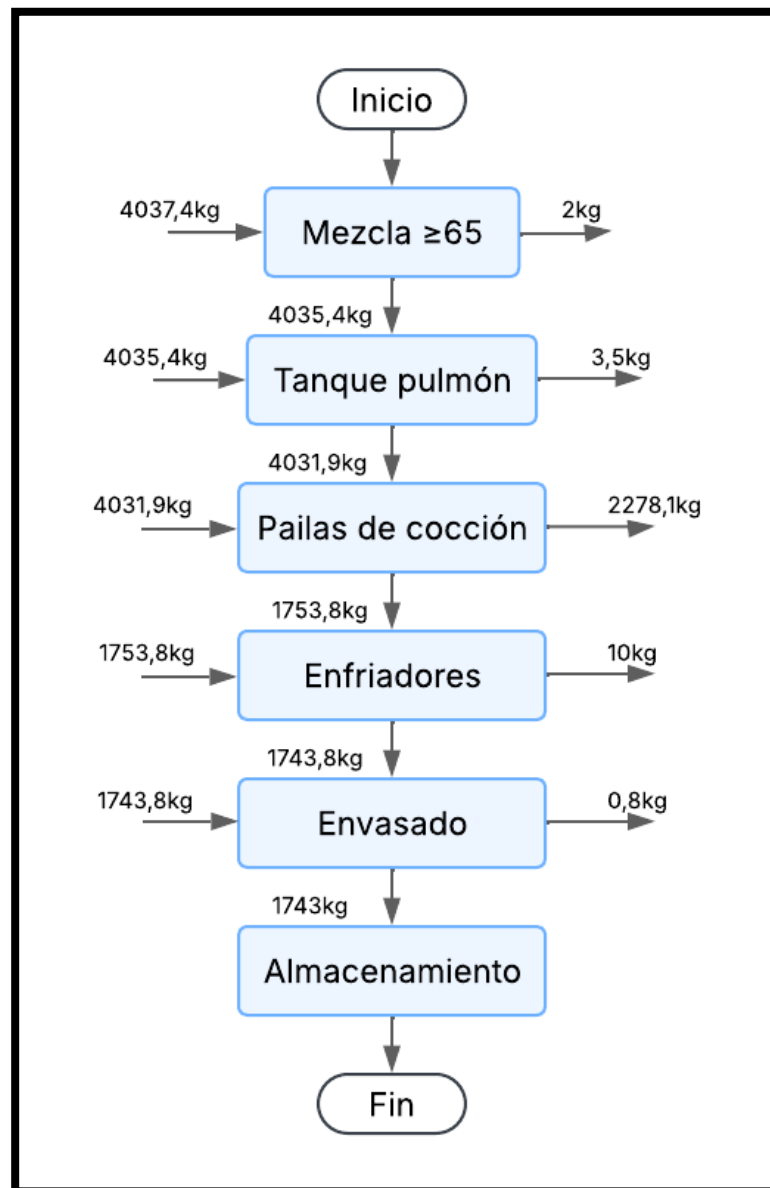 Inicio
4037,4kg
2kg
Mezcla ≥65
4035,4kg
4035,4kg
3,5kg
Tanque pulmón
4031,9kg
4031,9kg
2278,1kg
Pailas de cocción
1753,8kg
1753,8kg
10kg
Enfriadores
1743,8kg
1743,8kg
0,8kg
Envasado
1743kg
Almacenamiento
Fin